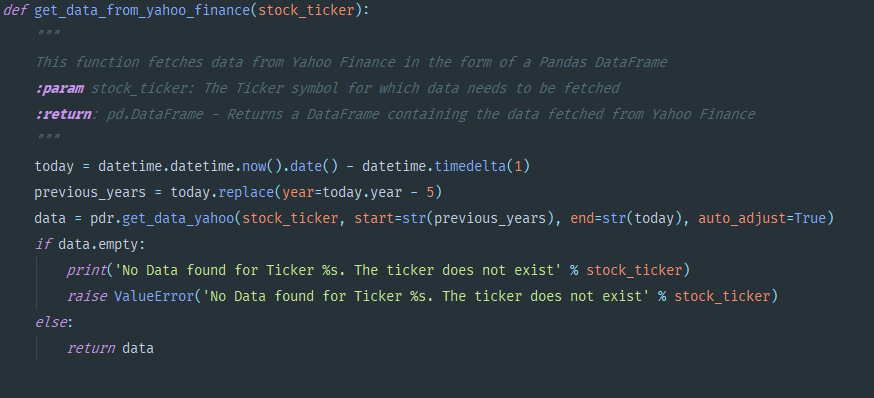 def get_data_from_yahoo_finance(stock_ticker):
    """
    This function fetches data from Yahoo Finance in the form of a Pandas DataFrame
    :param stock_ticker: The Ticker symbol for which data needs to be fetched
    :return: pd.DataFrame - Returns a DataFrame containing the data fetched from Yahoo Finance
    """
    today = datetime.datetime.now().date() - datetime.timedelta(1)
    previous_years = today.replace(year=today.year - 5)
    data = pdr.get_data_yahoo(stock_ticker, start=str(previous_years), end=str(today), auto_adjust=True)
    if data.empty:
        print('No Data found for Ticker %s. The ticker does not exist' % stock_ticker)
        raise ValueError('No Data found for Ticker %s. The ticker does not exist' % stock_ticker)
    else:
        return data